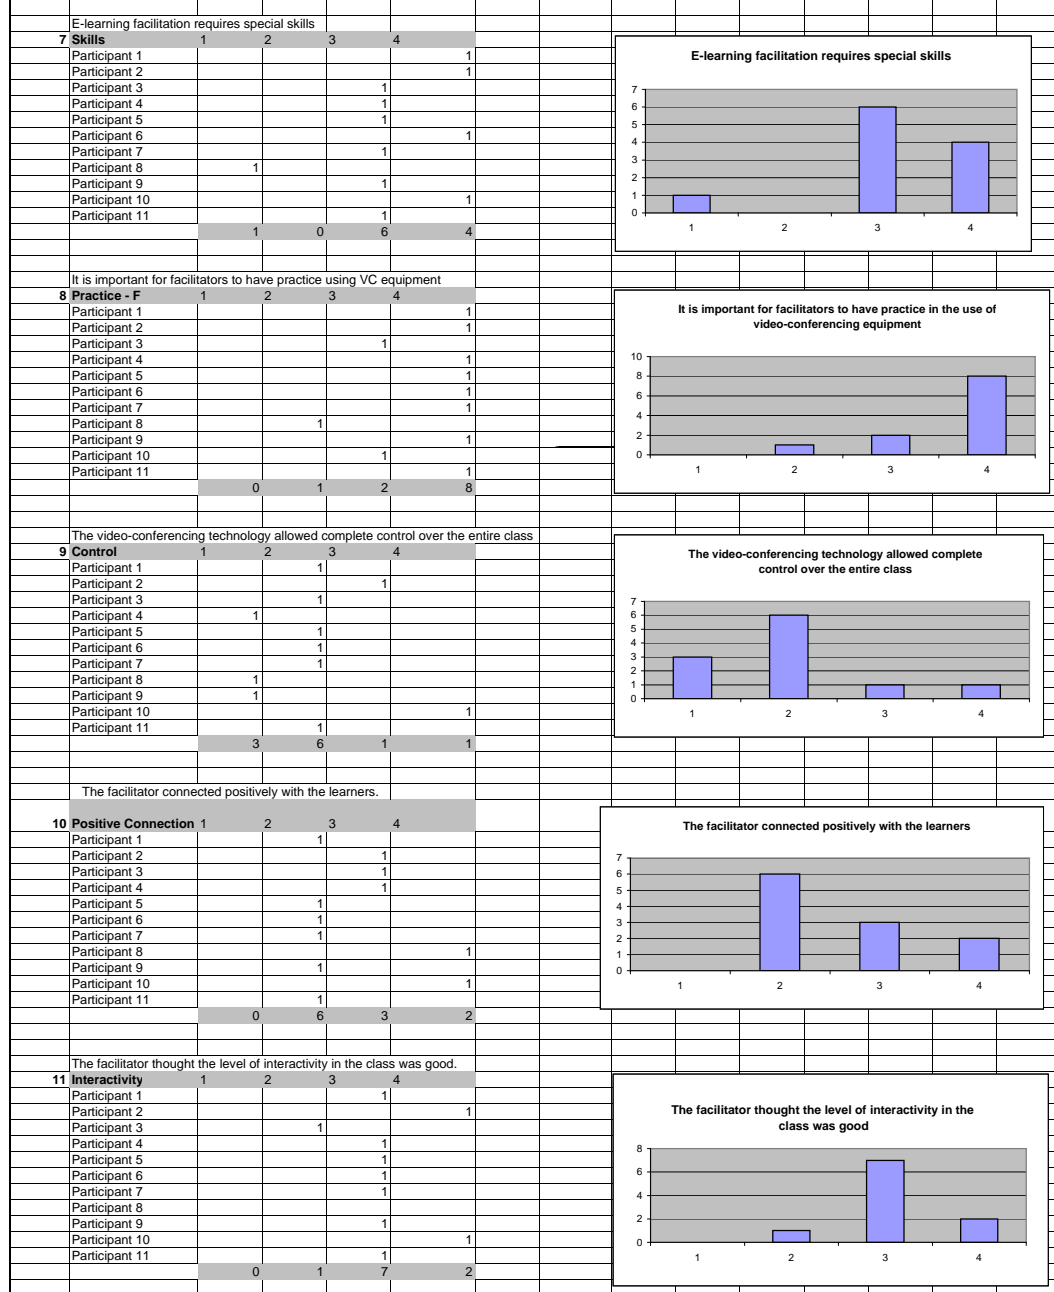 E-learning facilitation requires special skills
7 Skills 1 2 3 4
Participant 1 1
Participant 2 1
Participant 3 1
Participant 4 1
Participant 5 1
Participant 6 1
Participant 7 1
Participant 8 1
Participant 9 1
Participant 10 1
Participant 11 1
1 0 6 4
E-learning facilitation requires special skills
7
6
5
4
3
2
1
0
1 2 3 4
It is important for facilitators to have practice using VC equipment
8 Practice - F 1 2 3 4
Participant 1 1
Participant 2 1
Participant 3 1
Participant 4 1
Participant 5 1
Participant 6 1
Participant 7 1
Participant 8 1
Participant 9 1
Participant 10 1
Participant 11 1
0 1 2 8
It is important for facilitators to have practice in the use of
video-conferencing equipment
10
8
6
4
2
0
1 2 3 4
The video-conferencing technology allowed complete control over the entire class
9 Control 1 2 3 4
Participant 1 1
Participant 2 1
Participant 3 1
Participant 4 1
Participant 5 1
Participant 6 1
Participant 7 1
Participant 8 1
Participant 9 1
Participant 10 1
Participant 11 1
3 6 1 1
The video-conferencing technology allowed complete
control over the entire class
7
6
5
4
3
2
1
0
1 2 3 4
The facilitator connected positively with the learners.
10 Positive Connection 1 2 3 4
Participant 1 1
Participant 2 1
Participant 3 1
Participant 4 1
Participant 5 1
Participant 6 1
Participant 7 1
Participant 8 1
Participant 9 1
Participant 10 1
Participant 11 1
0 6 3 2
The facilitator connected positively with the learners
7
6
5
4
3
2
1
0
1 2 3 4
The facilitator thought the level of interactivity in the class was good.
11 Interactivity 1 2 3 4
Participant 1 1
Participant 2 1
Participant 3 1
Participant 4 1
Participant 5 1
Participant 6 1
Participant 7 1
Participant 8
Participant 9 1
Participant 10 1
Participant 11 1
0 1 7 2
The facilitator thought the level of interactivity in the
class was good
8
6
4
2
0
1 2 3 4